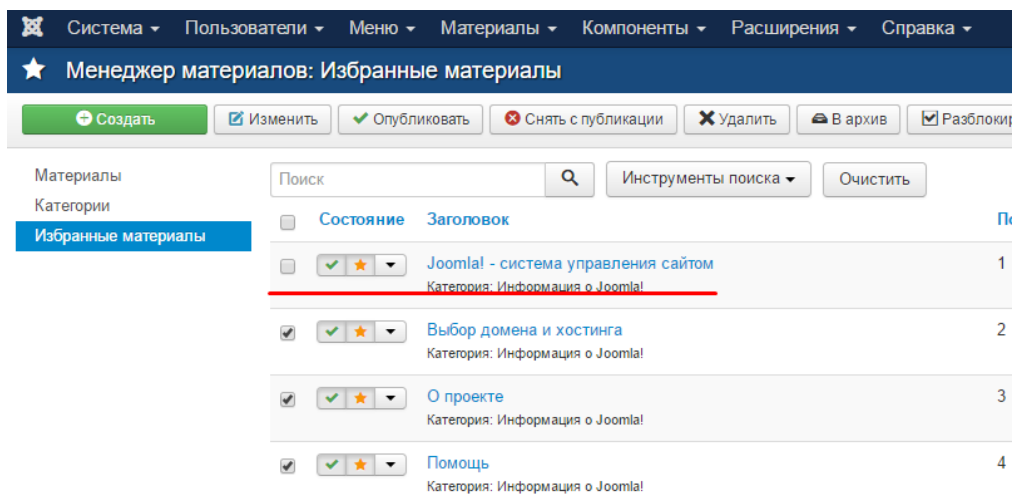 Система Пользователи Меню Материалы Компоненты Расширения Справка
Менеджер материалов: Избранные материалы
Создать Изменить Опубликовать Снять с публикации Удалить В архив Разблокир
Материалы
Категории
Избранные материалы
Поиск Инструменты поиска Очистить
Состояние Заголовок По
Joomla! - система управления сайтом 1
Категория: Информация о Joomla!
Выбор домена и хостинга 2
Категория: Информация о Joomla!
О проекте 3
Категория: Информация о Joomla!
Помощь 4
Категория: Информация о Joomla!